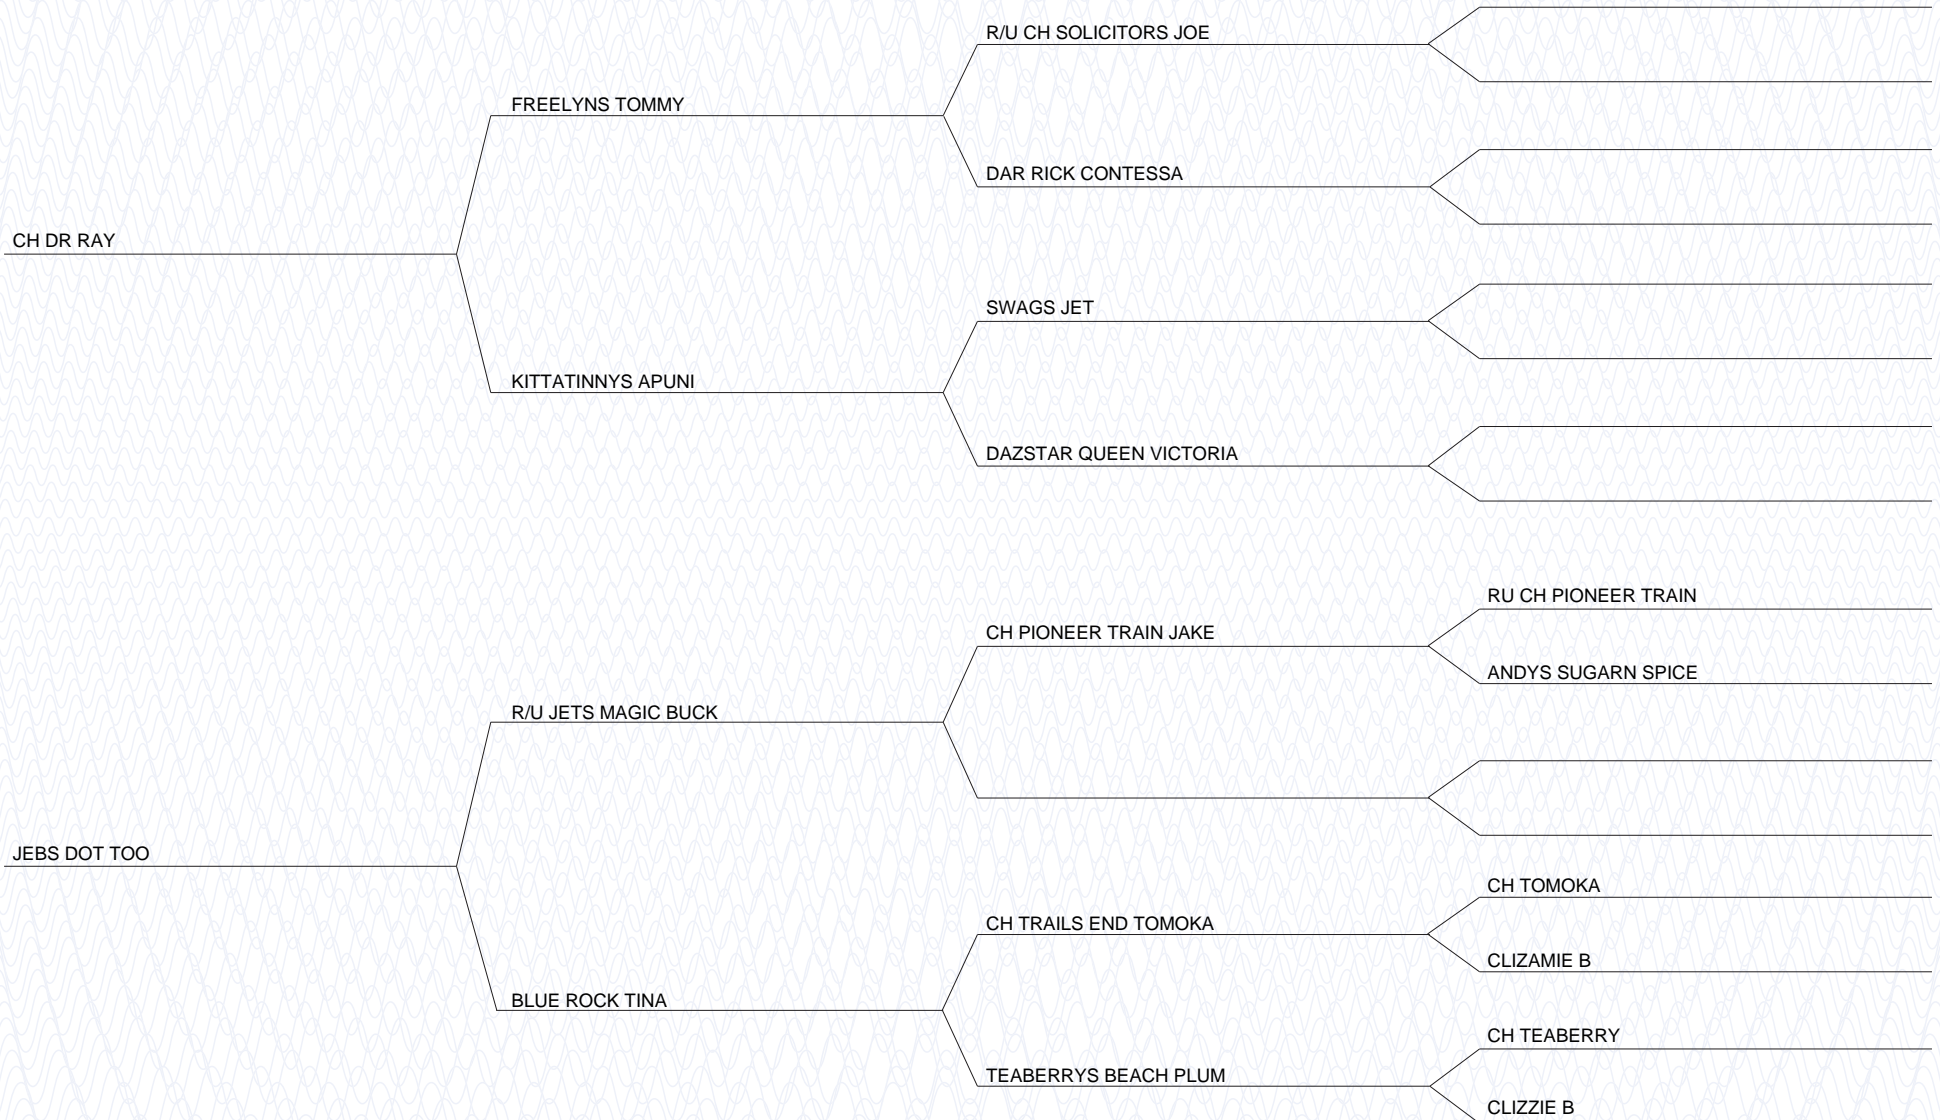 R/U CH SOLICITORS JOE
FREELYNS TOMMY
DAR RICK CONTESSA
CH DR RAY
SWAGS JET
KITTATINNYS APUNI
DAZSTAR QUEEN VICTORIA
RU CH PIONEER TRAIN
CH PIONEER TRAIN JAKE
ANDYS SUGARN SPICE
R/U JETS MAGIC BUCK
JEBS DOT TOO
CH TOMOKA
CH TRAILS END TOMOKA
CLIZAMIE B
BLUE ROCK TINA
CH TEABERRY
TEABERRYS BEACH PLUM
CLIZZIE B